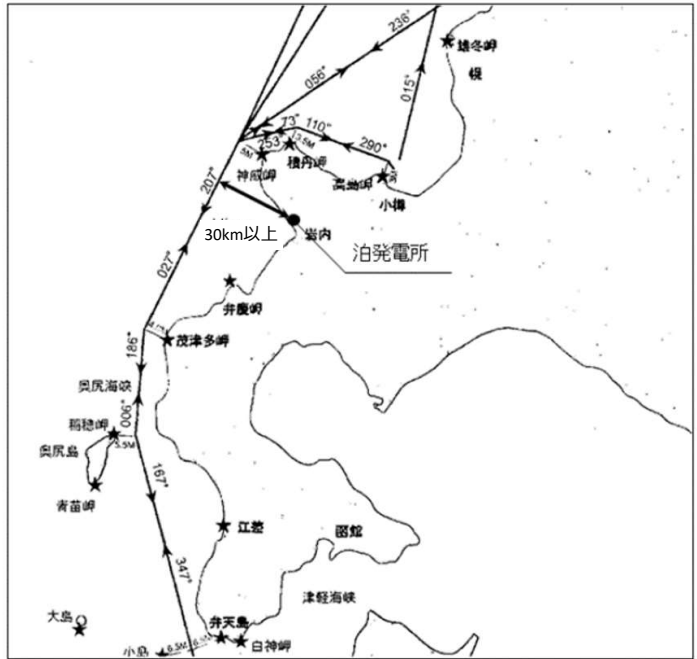 236°
雄冬岬
幌
056°
015°
73°
110°
3.5M
290°
253°
5M
積丹岬
神威岬
高島岬
小樽
207°
30km以上
岩内
泊発電所
027°
弁慶岬
茂津多岬
186°
奥尻海峡
006°
稲穂岬
5.5M
奥尻島
167°
青苗岬
江差
函館
347°
津軽海峡
大島
弁天島
小島
6.5M
白神岬